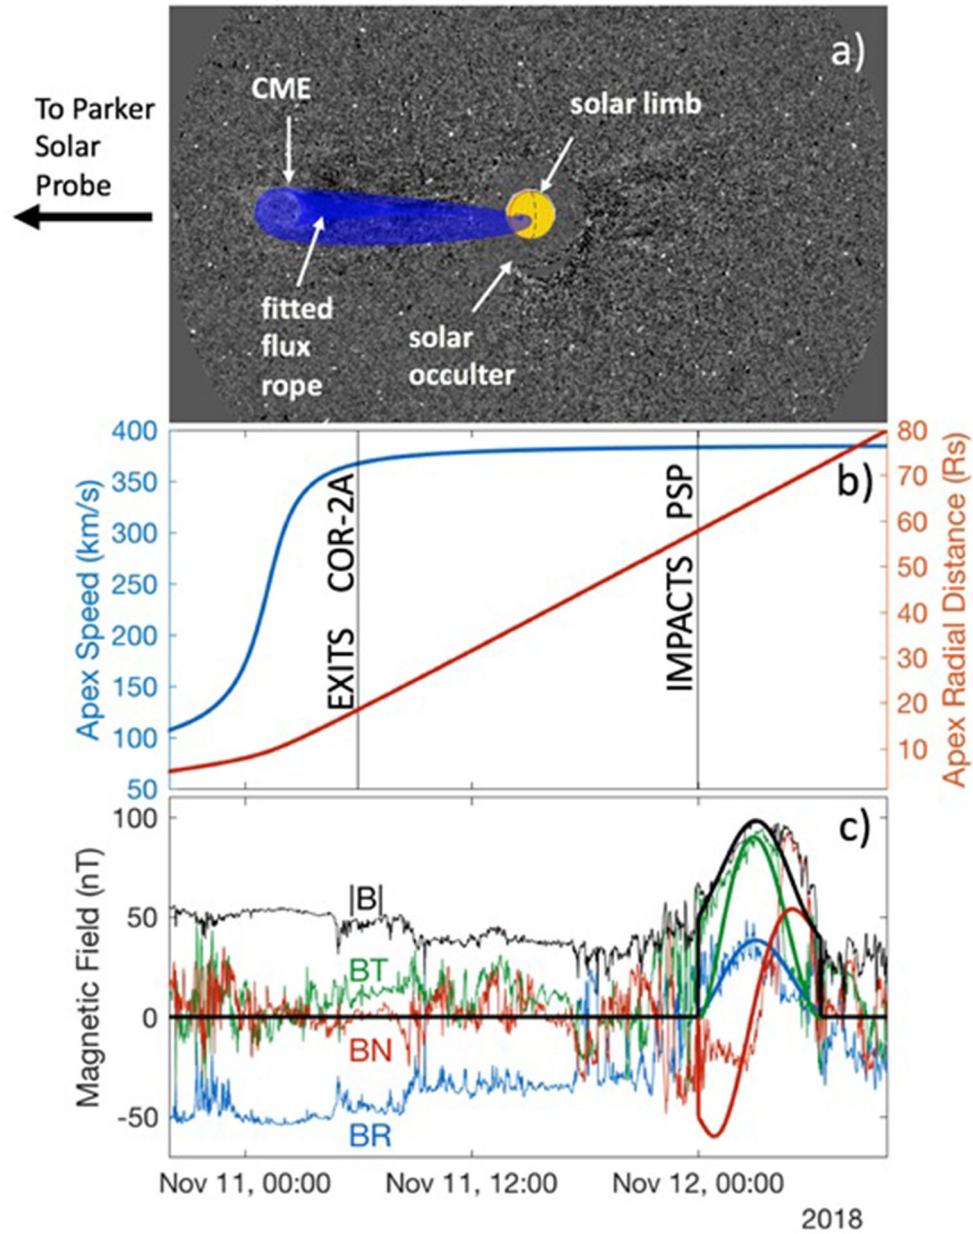 a)
CME
solar limb
To Parker
Solar
Probe
fitted
flux
rope
solar
occulter
400
350
300
250
200
150
100
50
Apex Speed (km/s)
EXITS COR-2A
IMPACTS PSP
b)
80
70
60
50
40
30
20
10
Apex Radial Distance (Rs)
c)
100
50
0
-50
Magnetic Field (nT)
|B|
BT
BN
BR
Nov 11, 00:00
Nov 11, 12:00
Nov 12, 00:00
2018